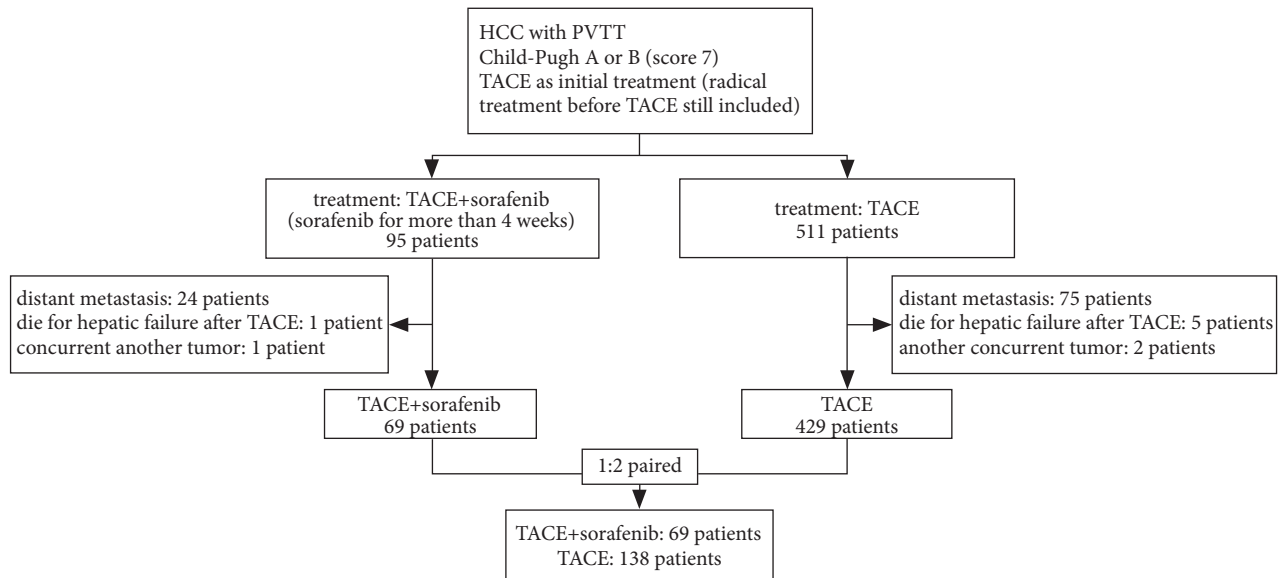 HCC with PVTT
Child-Pugh A or B (score 7)
TACE as initial treatment (radical
treatment before TACE still included)
treatment: TACE+sorafenib
(sorafenib for more than 4 weeks)
95 patients
treatment: TACE
511 patients
distant metastasis: 24 patients
die for hepatic failure after TACE: 1 patient
concurrent another tumor: 1 patient
distant metastasis: 75 patients
die for hepatic failure after TACE: 5 patients
another concurrent tumor: 2 patients
TACE+sorafenib
69 patients
TACE
429 patients
1:2 paired
TACE+sorafenib: 69 patients
TACE: 138 patients